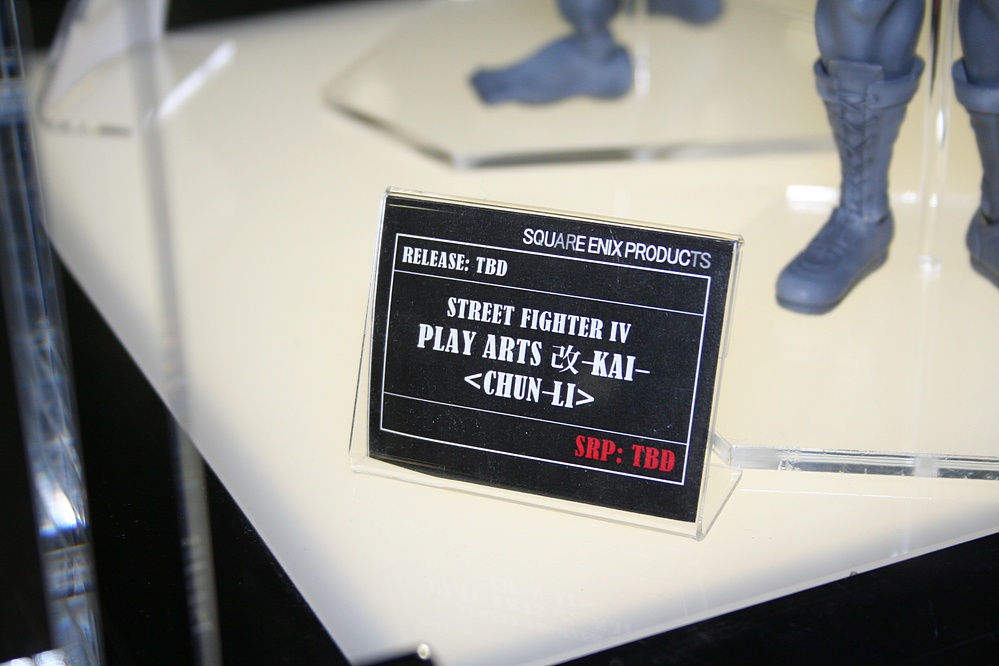 SQUARE ENIX PRODUCTS
RELEASE: TBD
STREET FIGHTER IV
PLAY ARTS 改-KAI-
<CHUN-LI>
SRP: TBD